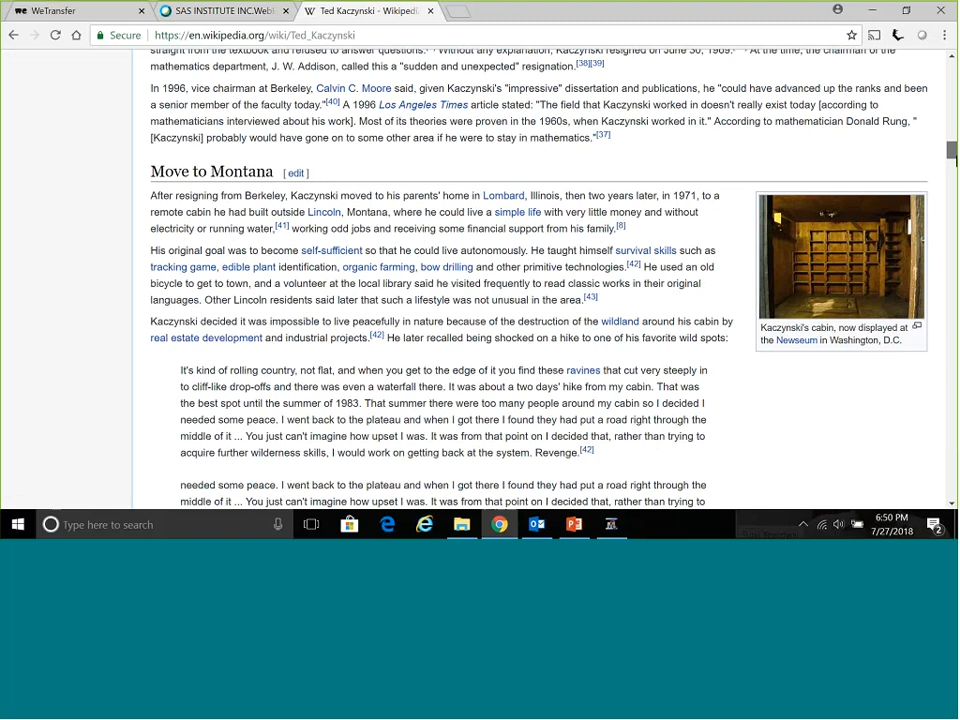 WeTransfer
SAS INSTITUTE INC.Webl
Ted Kaczynski - Wikipedi
Secure
https://en.wikipedia.org/wiki/Ted_Kaczynski
straight from the textbook and refused to answer questions. Without any explanation, Kaczynski resigned on June 30, 1969. At the time, the chairman of the
mathematics department, J. W. Addison, called this a "sudden and unexpected" resignation.[38][39]
In 1996, vice chairman at Berkeley, Calvin C. Moore said, given Kaczynski's "impressive" dissertation and publications, he "could have advanced up the ranks and been
a senior member of the faculty today."[40] A 1996 Los Angeles Times article stated: "The field that Kaczynski worked in doesn't really exist today [according to
mathematicians interviewed about his work]. Most of its theories were proven in the 1960s, when Kaczynski worked in it." According to mathematician Donald Rung, "
[Kaczynski] probably would have gone on to some other area if he were to stay in mathematics."[37]
Move to Montana [ edit ]
After resigning from Berkeley, Kaczynski moved to his parents' home in Lombard, Illinois, then two years later, in 1971, to a
remote cabin he had built outside Lincoln, Montana, where he could live a simple life with very little money and without
electricity or running water,[41] working odd jobs and receiving some financial support from his family.[8]
His original goal was to become self-sufficient so that he could live autonomously. He taught himself survival skills such as
tracking game, edible plant identification, organic farming, bow drilling and other primitive technologies.[42] He used an old
bicycle to get to town, and a volunteer at the local library said he visited frequently to read classic works in their original
languages. Other Lincoln residents said later that such a lifestyle was not unusual in the area.[43]
Kaczynski's cabin, now displayed at
the Newseum in Washington, D.C.
Kaczynski decided it was impossible to live peacefully in nature because of the destruction of the wildland around his cabin by
real estate development and industrial projects.[42] He later recalled being shocked on a hike to one of his favorite wild spots:
It's kind of rolling country, not flat, and when you get to the edge of it you find these ravines that cut very steeply in
to cliff-like drop-offs and there was even a waterfall there. It was about a two days' hike from my cabin. That was
the best spot until the summer of 1983. That summer there were too many people around my cabin so I decided I
needed some peace. I went back to the plateau and when I got there I found they had put a road right through the
middle of it ... You just can't imagine how upset I was. It was from that point on I decided that, rather than trying to
acquire further wilderness skills, I would work on getting back at the system. Revenge.[42]
needed some peace. I went back to the plateau and when I got there I found they had put a road right through the
middle of it ... You just can't imagine how upset I was. It was from that point on I decided that, rather than trying to
Type here to search
6:50 PM
7/27/2018
2